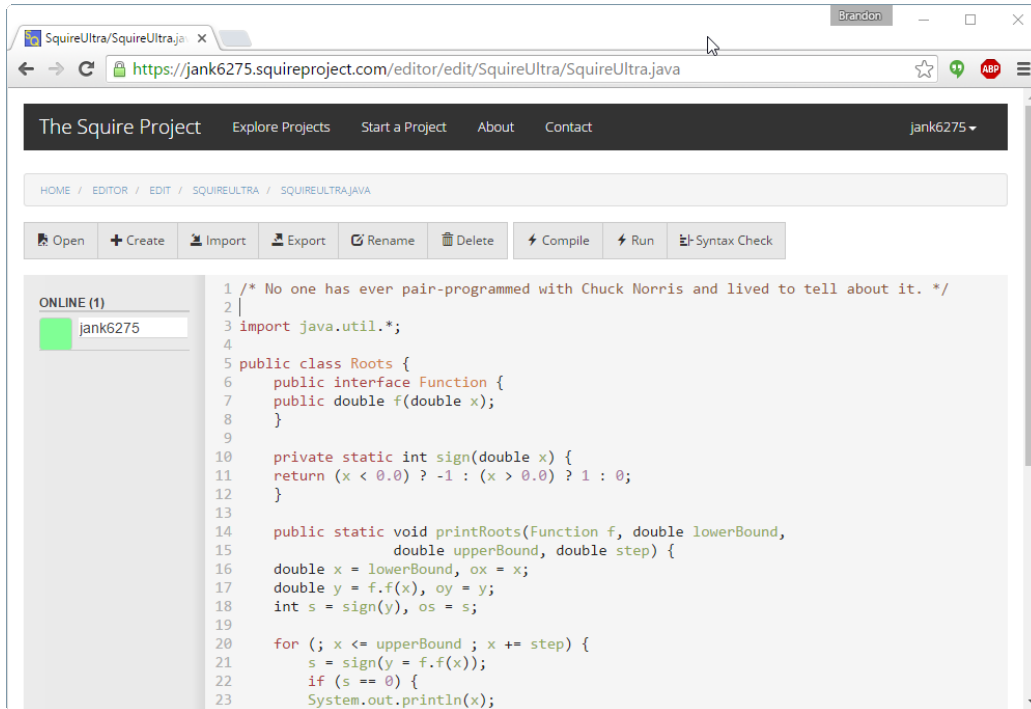 Brandon
SquireUltra/SquireUltra.ja
https://jank6275.squireproject.com/editor/edit/SquireUltra/SquireUltra.java
ABP
The Squire Project Explore Projects Start a Project About Contact jank6275
HOME / EDITOR / EDIT / SQUIREULTRA / SQUIREULTRA.JAVA
Open Create Import Export Rename Delete Compile Run Syntax Check
ONLINE (1)
jank6275
1 /* No one has ever pair-programmed with Chuck Norris and lived to tell about it. */
2
3 import java.util.*;
4
5 public class Roots {
6     public interface Function {
7     public double f(double x);
8     }
9
10     private static int sign(double x) {
11     return (x < 0.0) ? -1 : (x > 0.0) ? 1 : 0;
12     }
13
14     public static void printRoots(Function f, double lowerBound,
15                   double upperBound, double step) {
16     double x = lowerBound, ox = x;
17     double y = f.f(x), oy = y;
18     int s = sign(y), os = s;
19
20     for (; x <= upperBound ; x += step) {
21         s = sign(y = f.f(x));
22         if (s == 0) {
23         System.out.println(x);